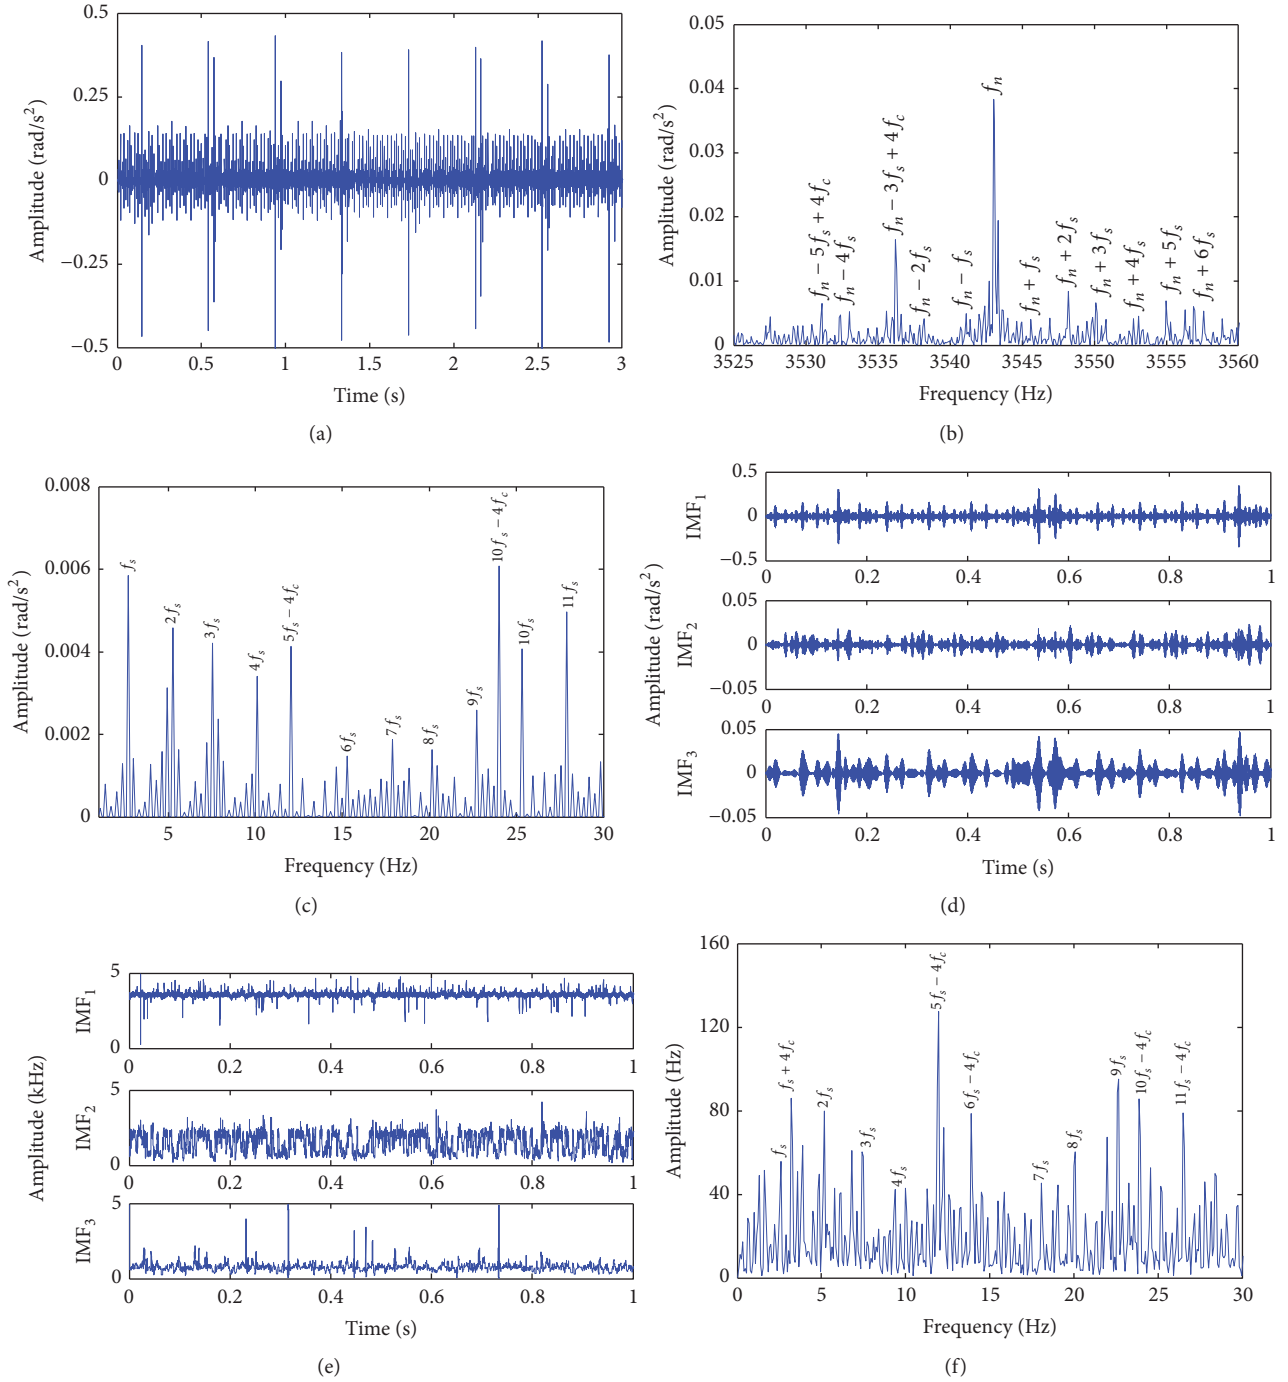 0.5
0.25
0
−0.25
−0.5
Amplitude (rad/s²)
0 0.5 1 1.5 2 2.5 3
Time (s)
(a)
0.05
0.04
0.03
0.02
0.01
0
Amplitude (rad/s²)
fₙ − 5fₛ + 4f_c
fₙ − 4fₛ
fₙ − 3fₛ + 4f_c
fₙ − 2fₛ
fₙ − fₛ
fₙ
fₙ + fₛ
fₙ + 2fₛ
fₙ + 3fₛ
fₙ + 4fₛ
fₙ + 5fₛ
fₙ + 6fₛ
3525 3530 3535 3540 3545 3550 3555 3560
Frequency (Hz)
(b)
0.008
0.006
0.004
0.002
0
Amplitude (rad/s²)
fₛ
2fₛ
3fₛ
4fₛ
5fₛ − 4f_c
6fₛ
7fₛ
8fₛ
9fₛ
10fₛ − 4f_c
10fₛ
11fₛ
5 10 15 20 25 30
Frequency (Hz)
(c)
Amplitude (rad/s²)
IMF₁
0.5
0
−0.5
0 0.2 0.4 0.6 0.8 1
IMF₂
0.05
0
−0.05
0 0.2 0.4 0.6 0.8 1
IMF₃
0.05
0
−0.05
0 0.2 0.4 0.6 0.8 1
Time (s)
(d)
Amplitude (kHz)
IMF₁
5
0
0 0.2 0.4 0.6 0.8 1
IMF₂
5
0
0 0.2 0.4 0.6 0.8 1
IMF₃
5
0
0 0.2 0.4 0.6 0.8 1
Time (s)
(e)
160
120
80
40
0
Amplitude (Hz)
fₛ
fₛ + 4f_c
2fₛ
3fₛ
4fₛ
5fₛ − 4f_c
6fₛ − 4f_c
7fₛ
8fₛ
9fₛ
10fₛ − 4f_c
11fₛ − 4f_c
0 5 10 15 20 25 30
Frequency (Hz)
(f)